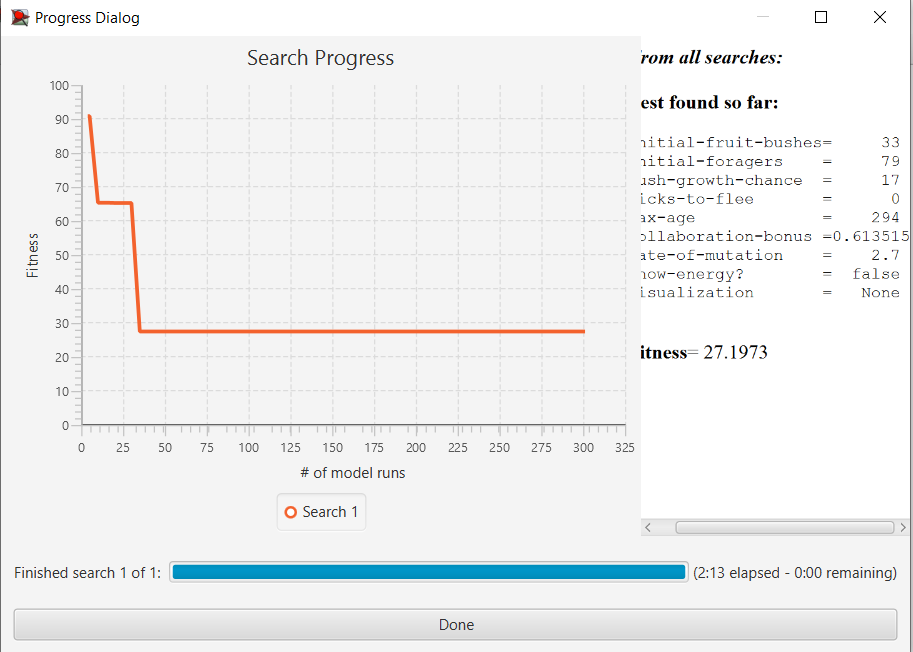 Progress Dialog
Search Progress
100
90
80
70
60
50
40
30
20
10
0
Fitness
0 25 50 75 100 125 150 175 200 225 250 275 300 325
# of model runs
Search 1
rom all searches:
est found so far:
nitial-fruit-bushes= 33
nitial-foragers = 79
ush-growth-chance = 17
icks-to-flee = 0
ax-age = 294
ollaboration-bonus =0.613515
ate-of-mutation = 2.7
how-energy? = false
isualization = None
itness= 27.1973
Finished search 1 of 1: (2:13 elapsed - 0:00 remaining)
Done